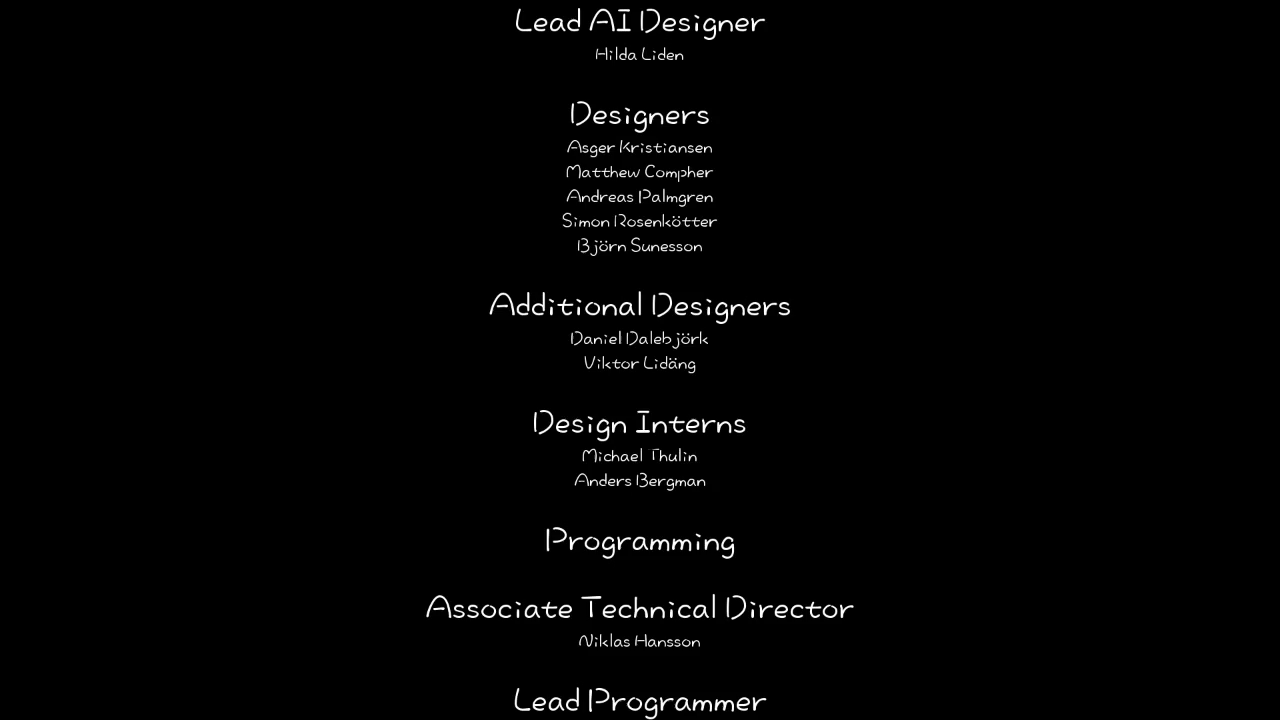 Lead AI Designer
Hilda Liden
Designers
Asger Kristiansen
Matthew Compher
Andreas Palmgren
Simon Rosenkötter
Björn Sunesson
Additional Designers
Daniel Dalebjörk
Viktor Lidäng
Design Interns
Michael Thulin
Anders Bergman
Programming
Associate Technical Director
Niklas Hansson
Lead Programmer